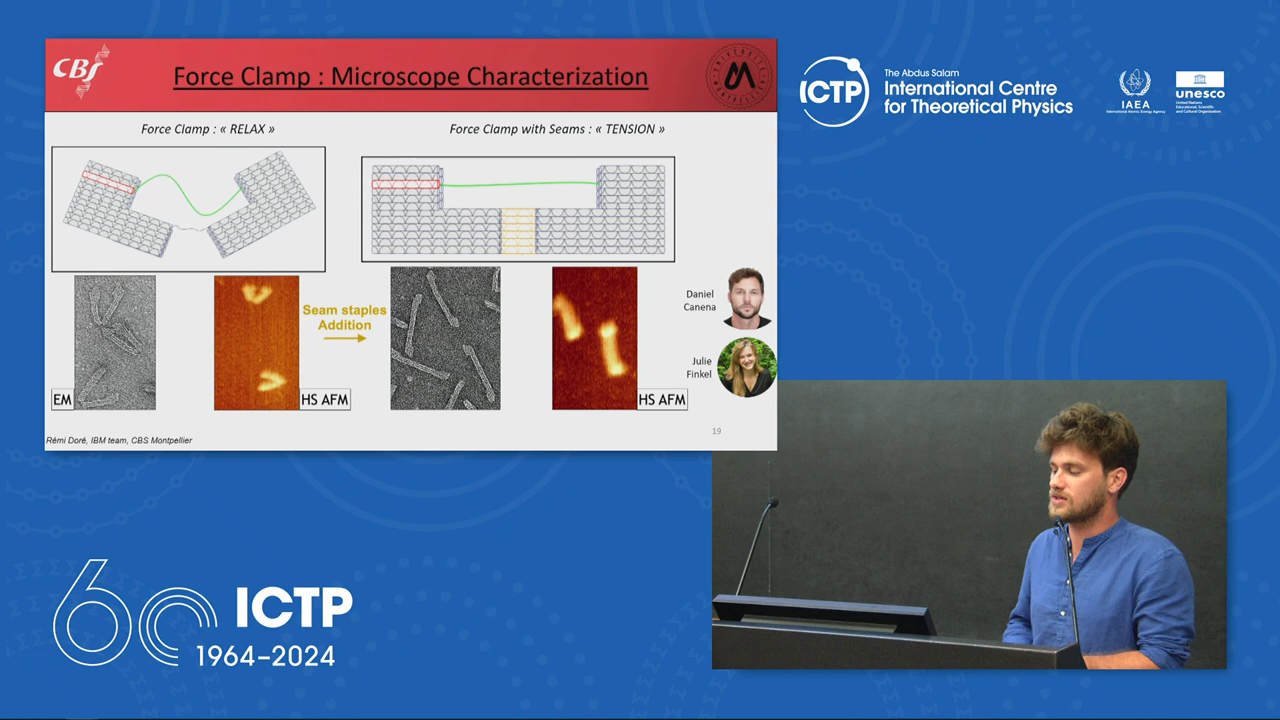 CBS
Force Clamp : Microscope Characterization
UNIVERSITÉ
MONTPELLIER
Force Clamp : « RELAX »
Force Clamp with Seams : « TENSION »
Seam staples
Addition
EM
HS AFM
HS AFM
Daniel
Canena
Julie
Finkel
19
Rémi Doré, IBM team, CBS Montpellier
ICTP
The Abdus Salam
International Centre
for Theoretical Physics
IAEA
International Atomic Energy Agency
unesco
United Nations
Educational, Scientific
and Cultural Organization
60 ICTP
1964–2024